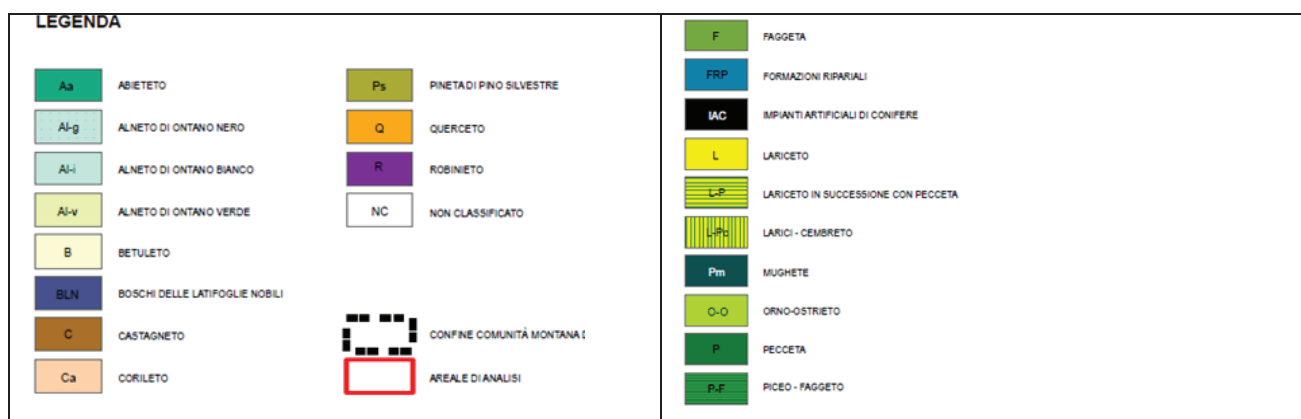 LEGENDA
Aa ABIETETO
Al-g ALNETO DI ONTANO NERO
Al-i ALNETO DI ONTANO BIANCO
Al-v ALNETO DI ONTANO VERDE
B BETULETO
BLN BOSCHI DELLE LATIFOGLIE NOBILI
C CASTAGNETO
Ca CORILETO
Ps PINETA DI PINO SILVESTRE
Q QUERCETO
R ROBINIETO
NC NON CLASSIFICATO
CONFINE COMUNITÀ MONTANA D
AREALE DI ANALISI
F FAGGETA
FRP FORMAZIONI RIPARIALI
IAC IMPIANTI ARTIFICIALI DI CONIFERE
L LARICETO
L-P LARICETO IN SUCCESSIONE CON PECCETA
L-Pc LARICI - CEMBRETO
Pm MUGHETE
O-O ORNO-OSTRIETO
P PECCETA
P-F PICEO - FAGGETO